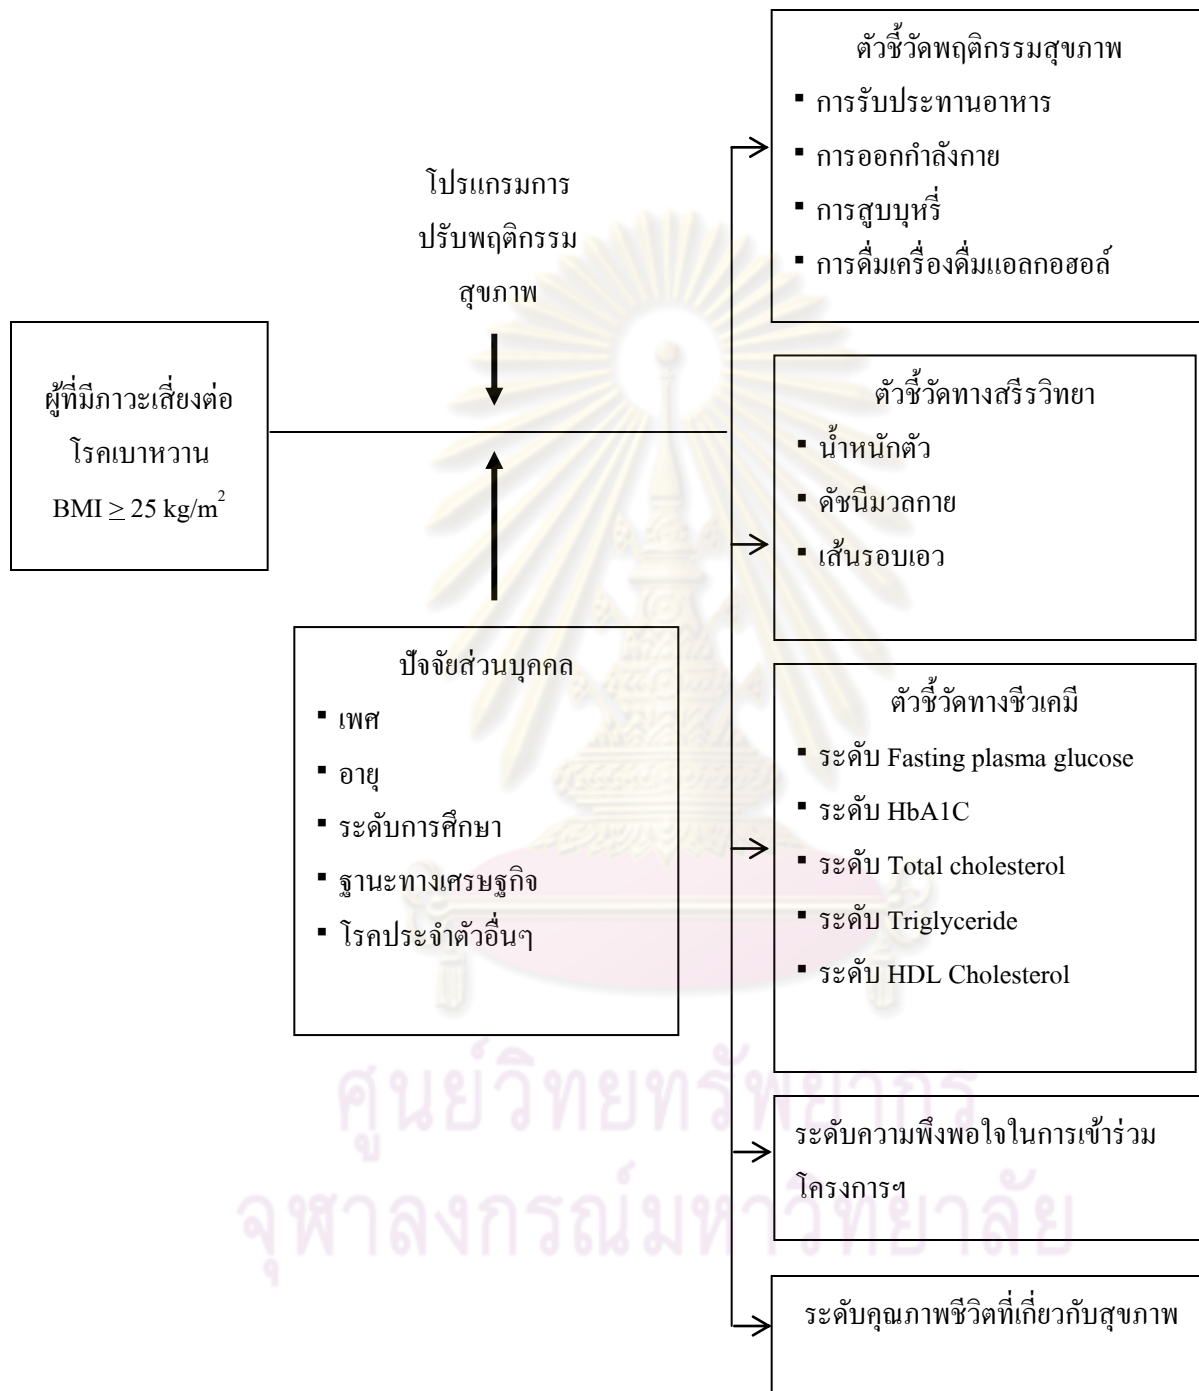 ตัวชี้วัดพฤติกรรมสุขภาพ
▪ การรับประทานอาหาร
▪ การออกกำลังกาย
▪ การสูบบุหรี่
▪ การดื่มเครื่องดื่มแอลกอฮอล์
โปรแกรมการ
ปรับพฤติกรรม
สุขภาพ
ผู้ที่มีภาวะเสี่ยงต่อ
โรคเบาหวาน
BMI ≥ 25 kg/m²
ตัวชี้วัดทางสรีรวิทยา
▪ น้ำหนักตัว
▪ ดัชนีมวลกาย
▪ เส้นรอบเอว
ปัจจัยส่วนบุคคล
▪ เพศ
▪ อายุ
▪ ระดับการศึกษา
▪ ฐานะทางเศรษฐกิจ
▪ โรคประจำตัวอื่นๆ
ตัวชี้วัดทางชีวเคมี
▪ ระดับ Fasting plasma glucose
▪ ระดับ HbA1C
▪ ระดับ Total cholesterol
▪ ระดับ Triglyceride
▪ ระดับ HDL Cholesterol
ระดับความพึงพอใจในการเข้าร่วม
โครงการฯ
ระดับคุณภาพชีวิตที่เกี่ยวกับสุขภาพ
ศูนย์วิทยทรัพยากร
จุฬาลงกรณ์มหาวิทยาลัย